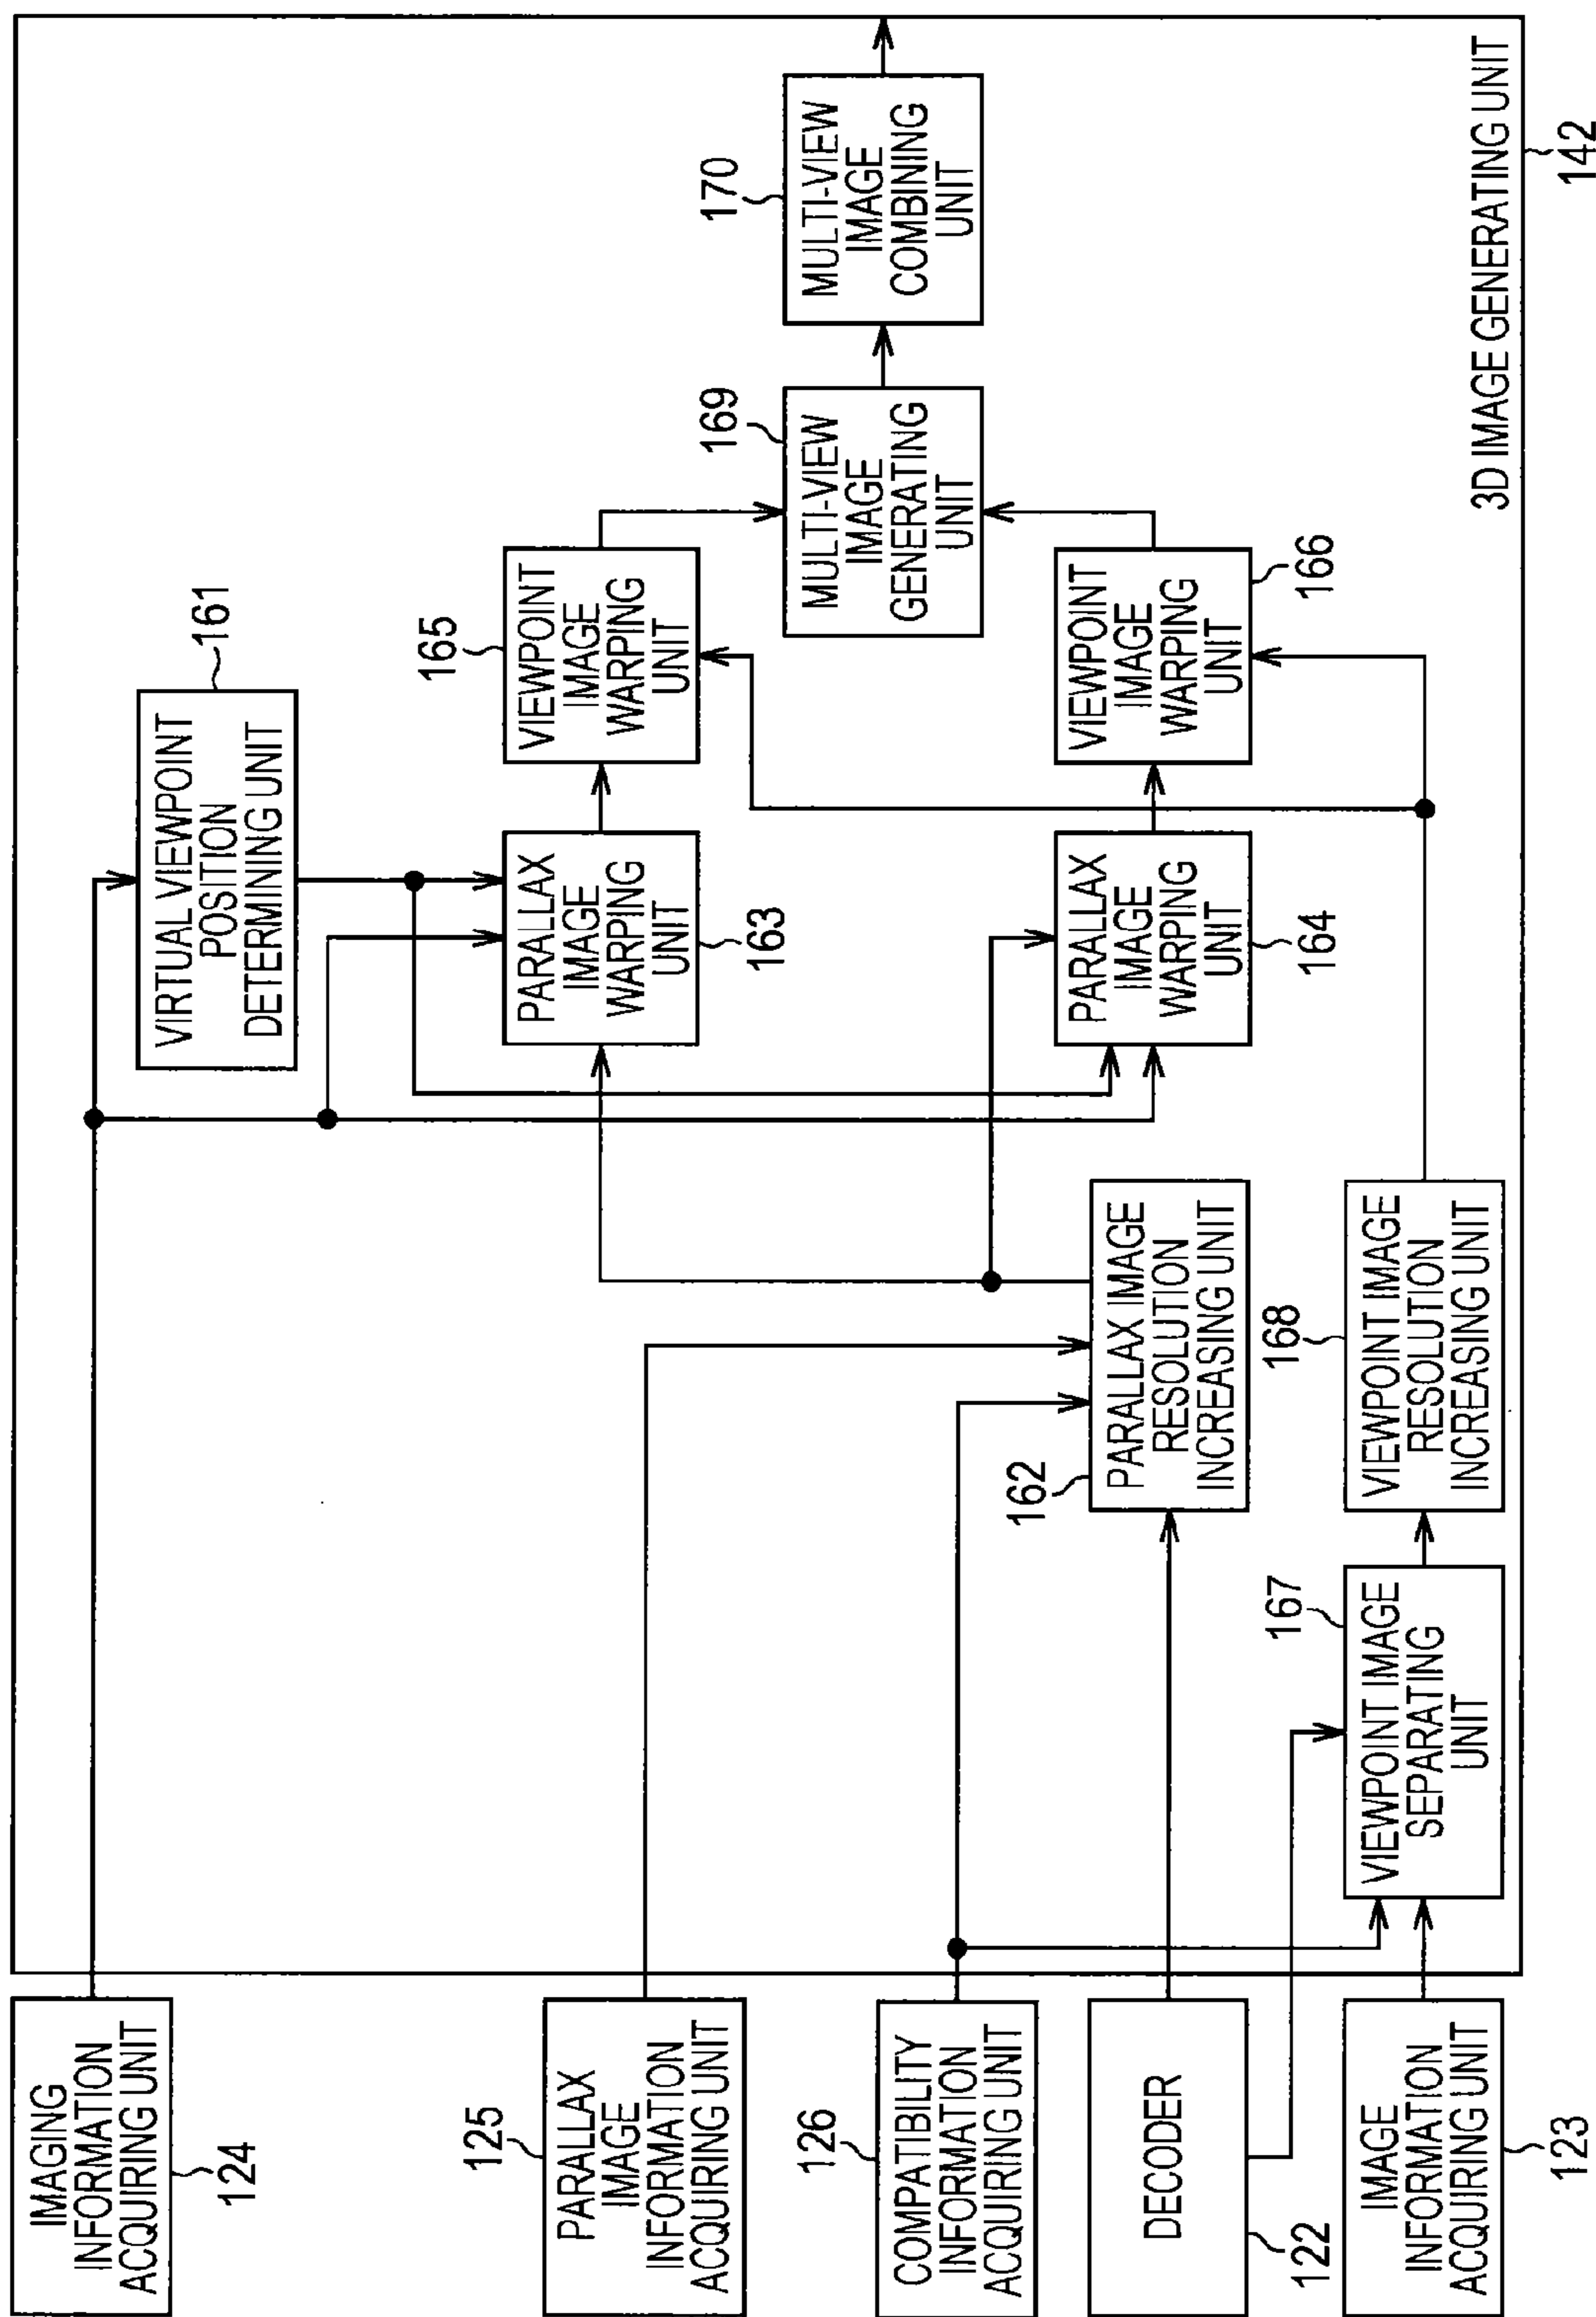 IMAGING
INFORMATION
ACQUIRING UNIT
124
PARALLAX
IMAGE
INFORMATION
ACQUIRING UNIT
125
COMPATIBILITY
INFORMATION
ACQUIRING UNIT
126
DECODER
122
IMAGE
INFORMATION
ACQUIRING UNIT
123
VIRTUAL VIEWPOINT
POSITION
DETERMINING UNIT
161
PARALLAX IMAGE
RESOLUTION
INCREASING UNIT
162
VIEWPOINT IMAGE
SEPARATING
UNIT
167
VIEWPOINT IMAGE
RESOLUTION
INCREASING UNIT
168
PARALLAX
IMAGE
WARPING
UNIT
163
PARALLAX
IMAGE
WARPING
UNIT
164
VIEWPOINT
IMAGE
WARPING
UNIT
165
VIEWPOINT
IMAGE
WARPING
UNIT
166
MULTI-VIEW
IMAGE
GENERATING
UNIT
169
MULTI-VIEW
IMAGE
COMBINING
UNIT
170
3D IMAGE GENERATING UNIT
142